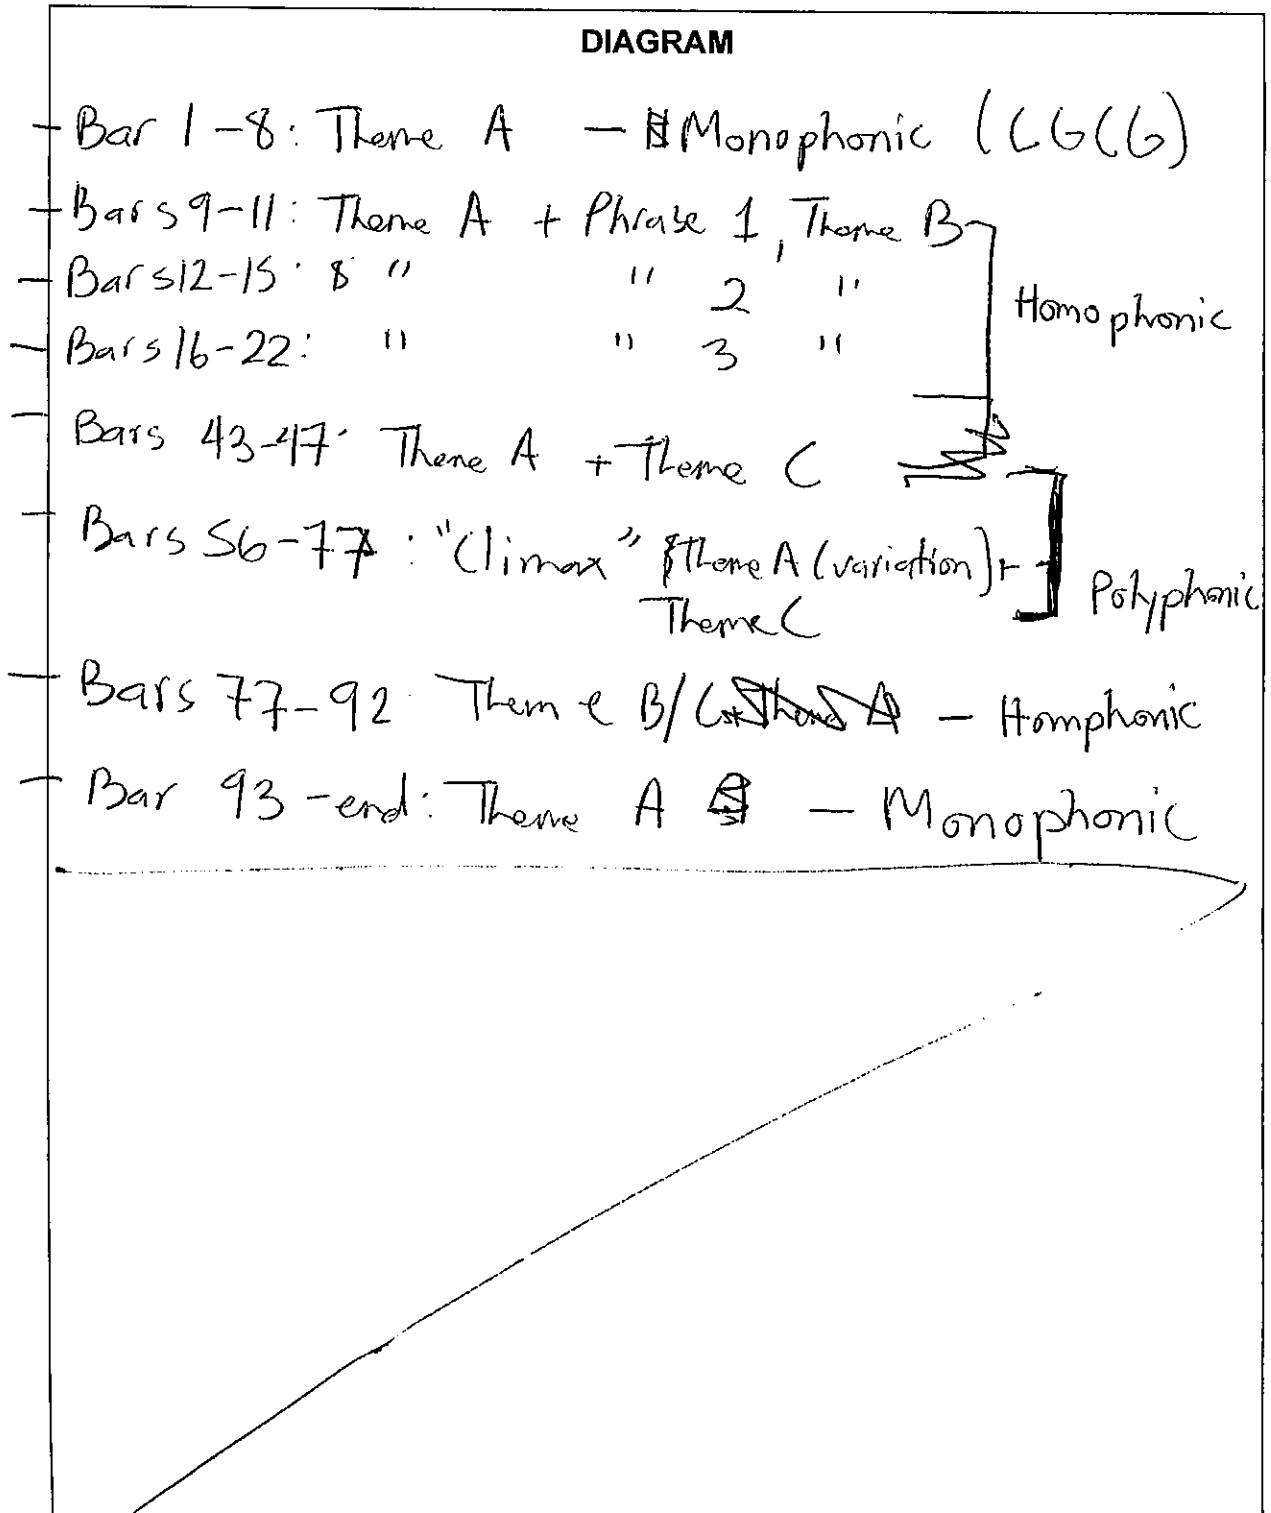 DIAGRAM
Bar 1-8: Theme A - Monophonic (CGCG)
Bars 9-11: Theme A + Phrase 1, Theme B
Bars 12-15: " " 2 "
Homophonic
Bars 16-22: " " 3 "
Bars 43-47: Theme A + Theme C
Bars 56-77: "Climax" Theme A (variation) +
Theme C
Polyphonic
Bars 77-92: Theme B/C - Homphonic
Bar 93-end: Theme A - Monophonic